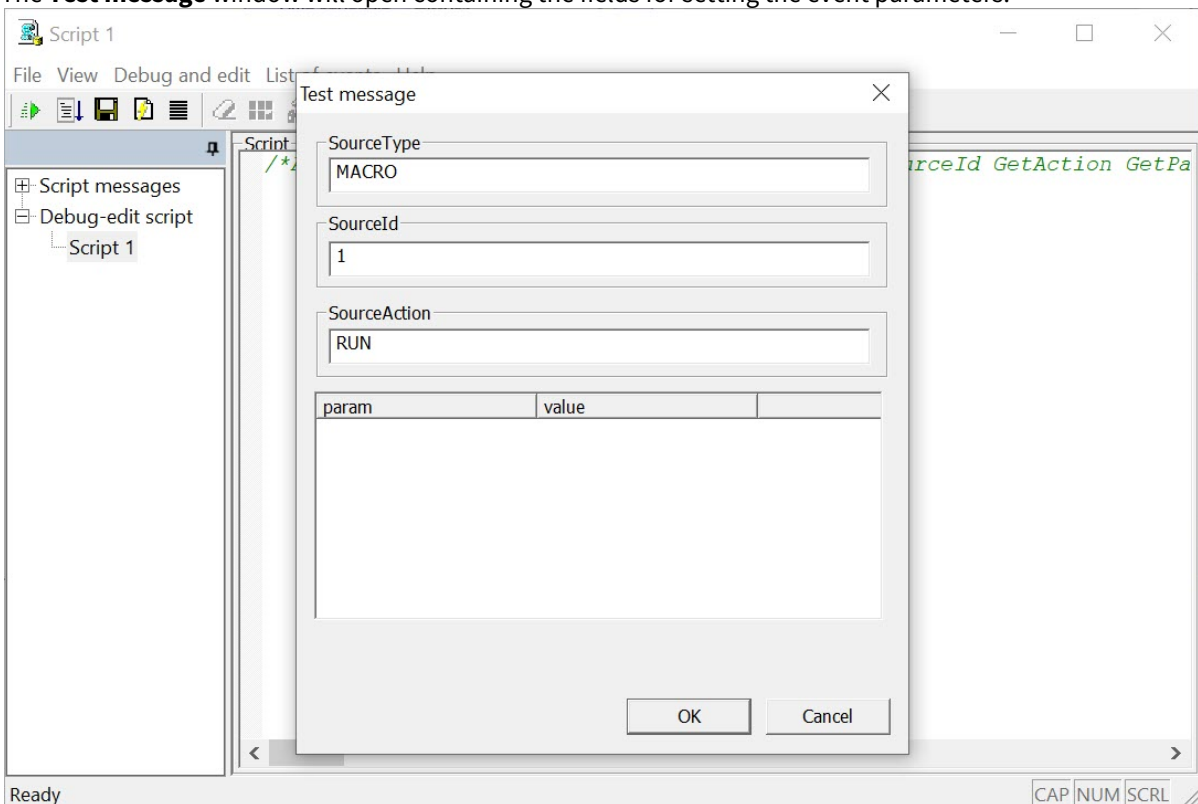 The Test message window will open containing the fields for setting the event parameters.
Script 1
File View Debug and edit List of events Help
Test message
Script
SourceType
/*
MACRO
urceId GetAction GetPa
Script messages
Debug-edit script
Script 1
SourceId
1
SourceAction
RUN
param value
OK Cancel
Ready
CAP NUM SCRL